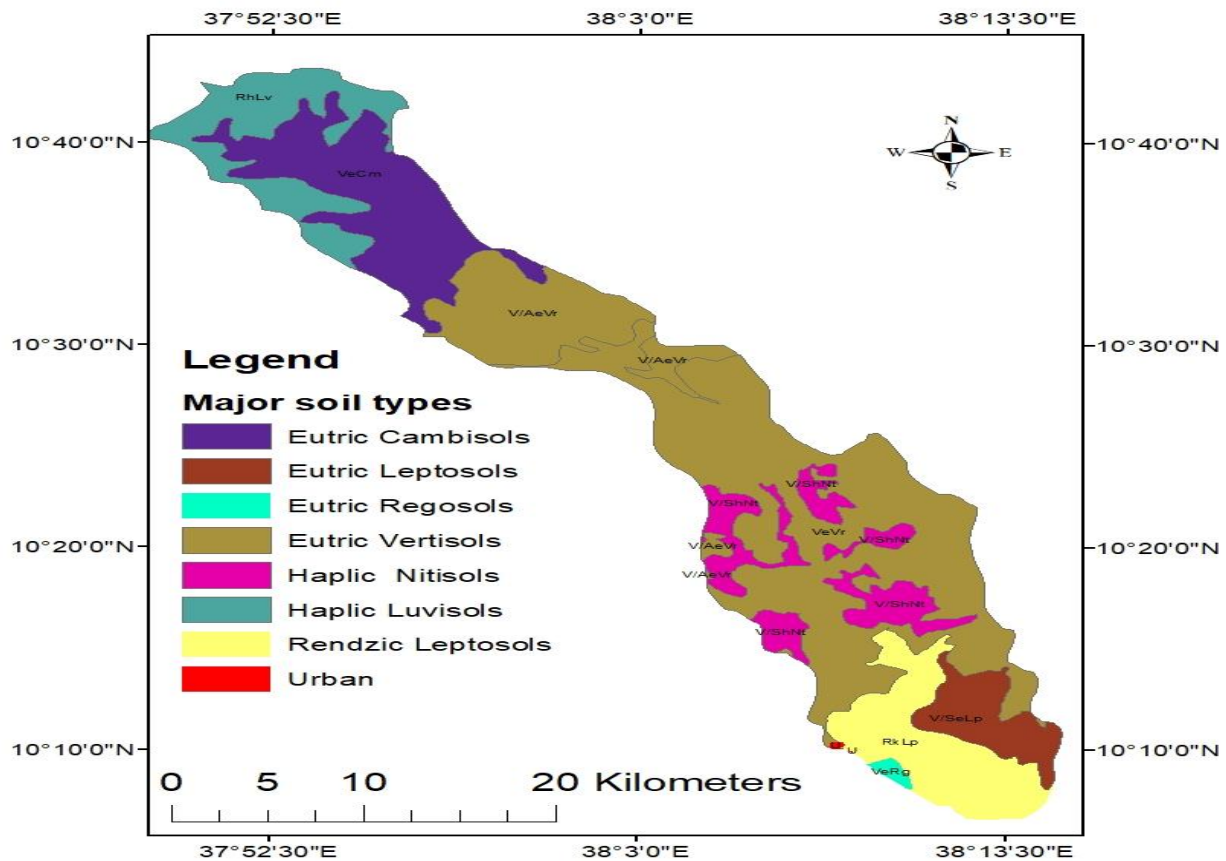 37°52'30"E 38°3'0"E 38°13'30"E
RhLv
N
10°40'0"N 10°40'0"N
W E
VeCm
S
V/AeVr
10°30'0"N 10°30'0"N
V/AeVr
Legend
Major soil types
Eutric Cambisols
Eutric Leptosols
V/ShNt
Eutric Regosols
V/ShNt
Eutric Vertisols
VeVr
V/ShNt
10°20'0"N V/AeVr 10°20'0"N
Haplic Nitisols
V/AeVr
Haplic Luvisols
V/ShNt
V/ShNt
Rendzic Leptosols
Urban
V/SeLp
RkLp
10°10'0"N U 10°10'0"N
VeRg
0 5 10 20 Kilometers
37°52'30"E 38°3'0"E 38°13'30"E